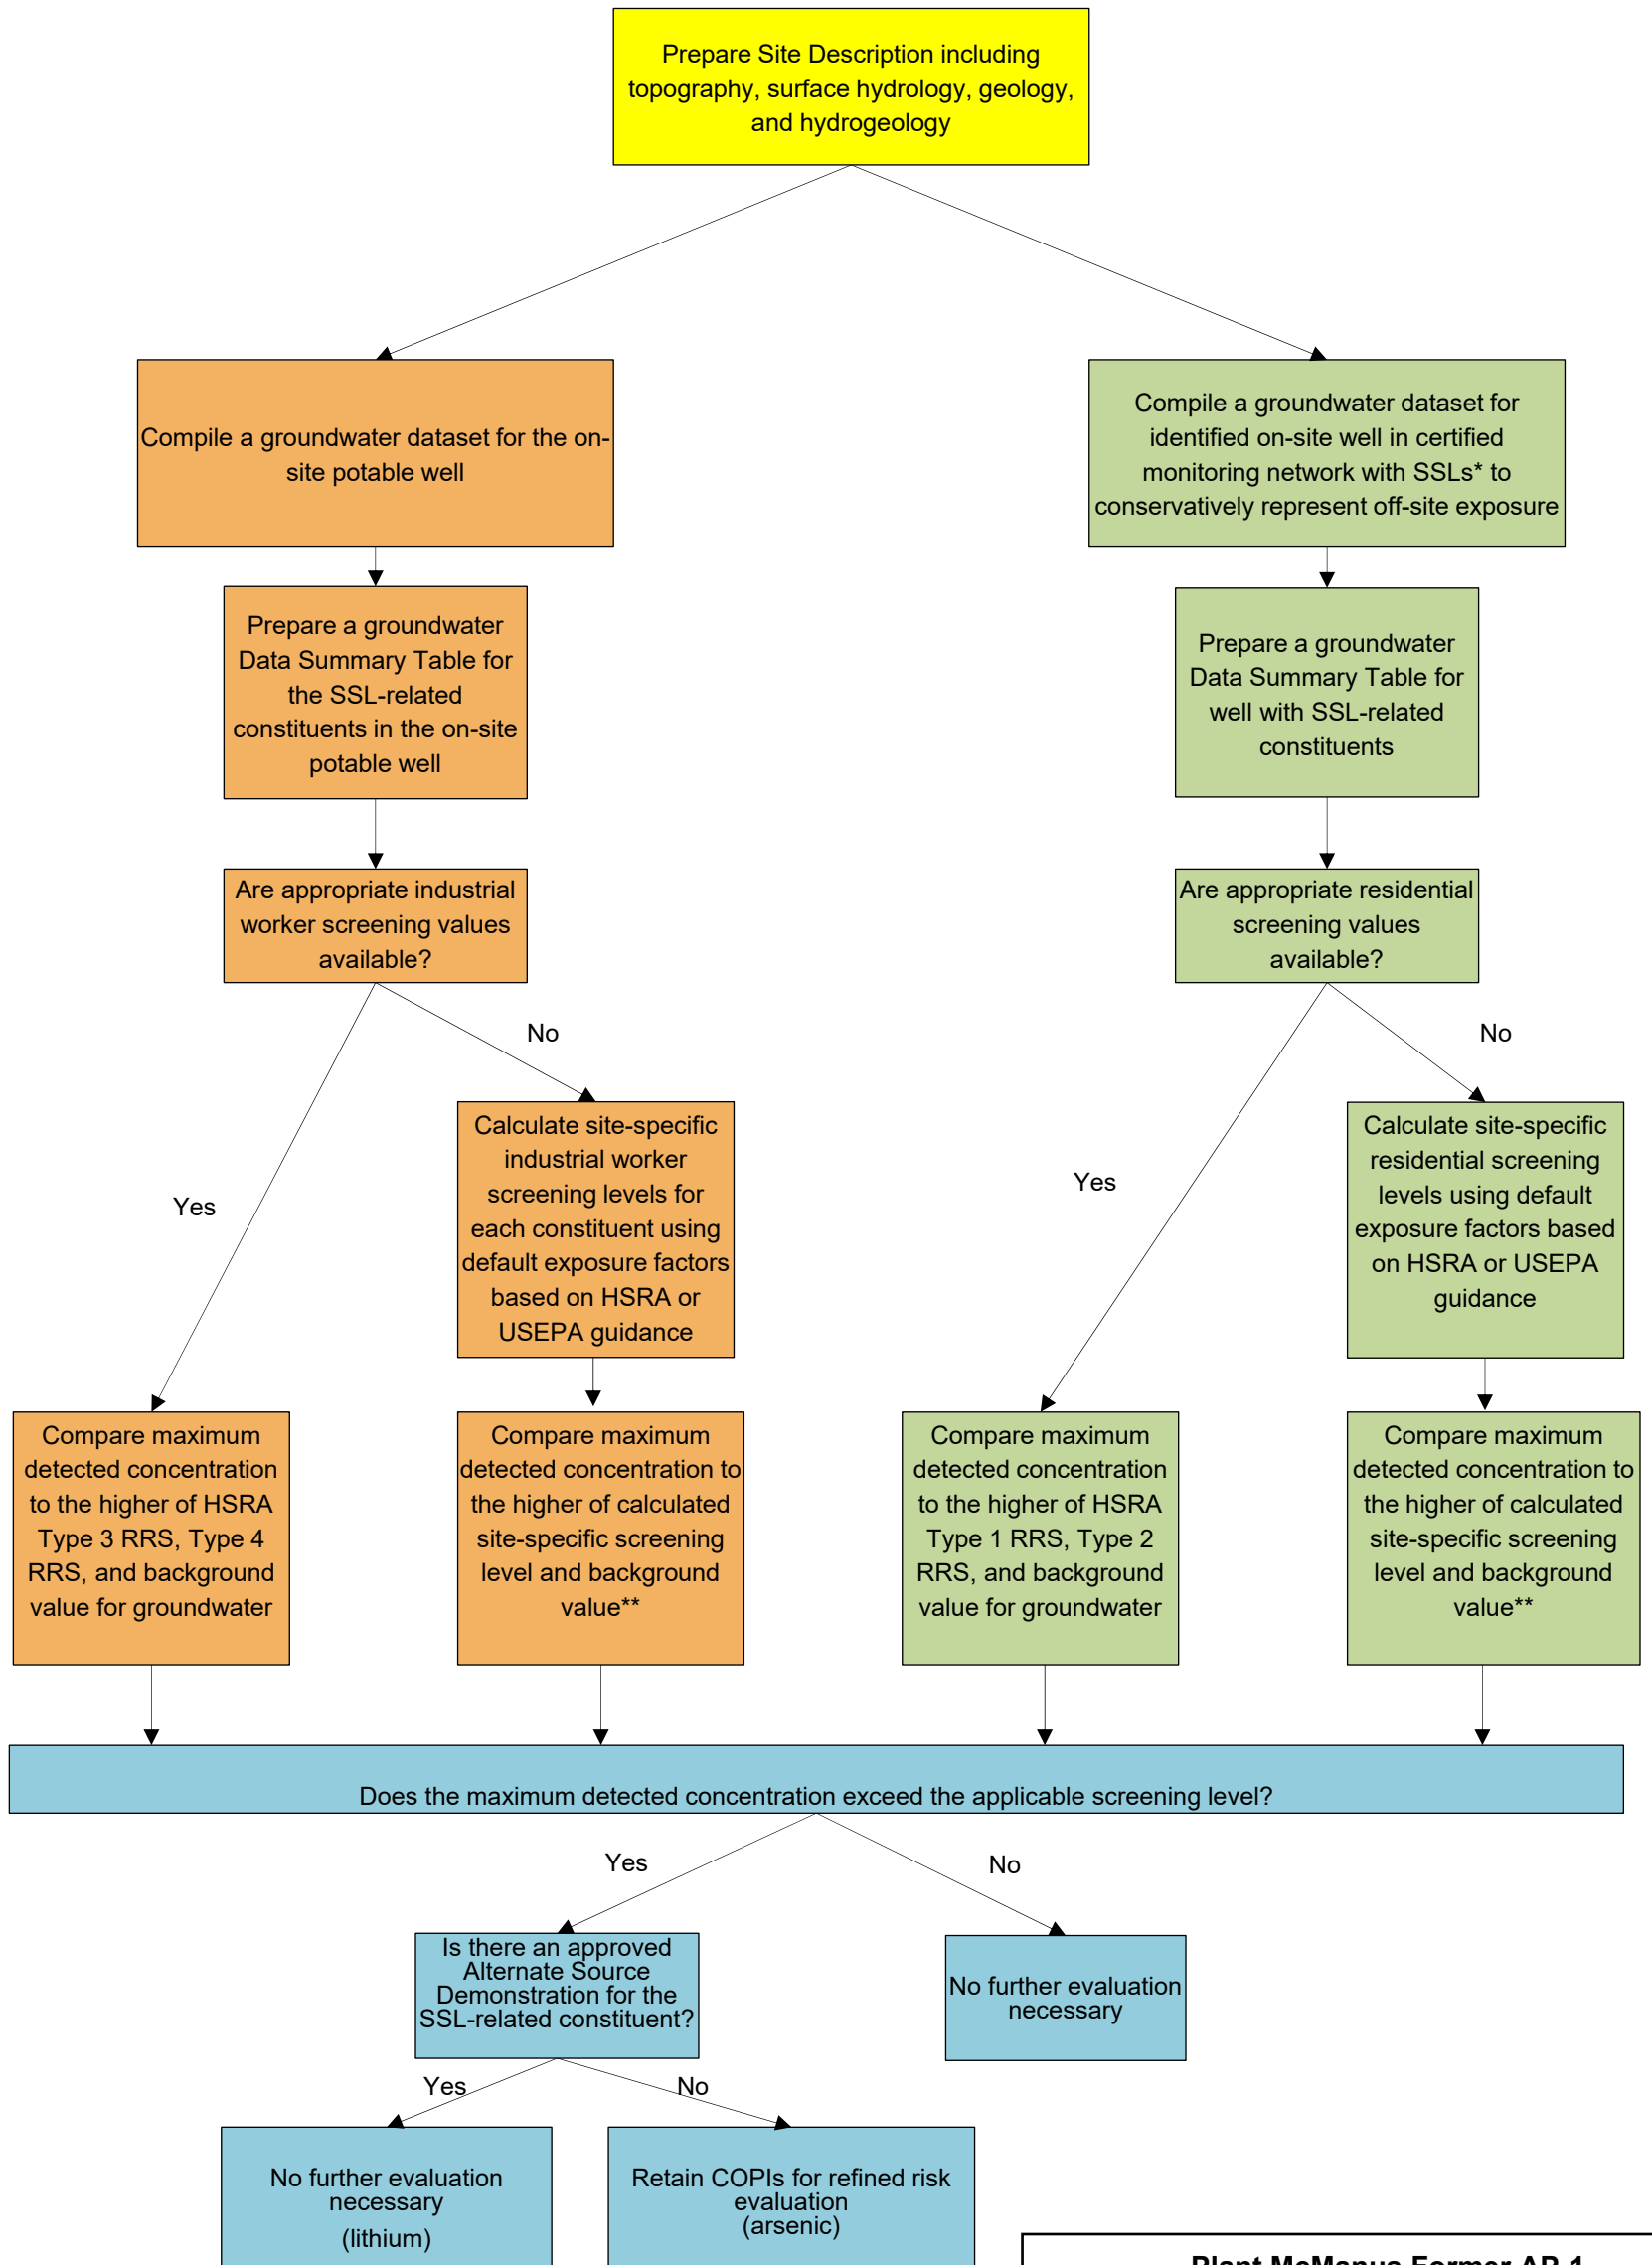 Prepare Site Description including
topography, surface hydrology, geology,
and hydrogeology
Compile a groundwater dataset for the on-
site potable well
Compile a groundwater dataset for
identified on-site well in certified
monitoring network with SSLs* to
conservatively represent off-site exposure
Prepare a groundwater
Data Summary Table for
the SSL-related
constituents in the on-site
potable well
Prepare a groundwater
Data Summary Table for
well with SSL-related
constituents
Are appropriate industrial
worker screening values
available?
Are appropriate residential
screening values
available?
No
No
Yes
Yes
Calculate site-specific
industrial worker
screening levels for
each constituent using
default exposure factors
based on HSRA or
USEPA guidance
Calculate site-specific
residential screening
levels using default
exposure factors based
on HSRA or USEPA
guidance
Compare maximum
detected concentration
to the higher of HSRA
Type 3 RRS, Type 4
RRS, and background
value for groundwater
Compare maximum
detected concentration to
the higher of calculated
site-specific screening
level and background
value**
Compare maximum
detected concentration
to the higher of HSRA
Type 1 RRS, Type 2
RRS, and background
value for groundwater
Compare maximum
detected concentration to
the higher of calculated
site-specific screening
level and background
value**
Does the maximum detected concentration exceed the applicable screening level?
Yes
No
Is there an approved
Alternate Source
Demonstration for the
SSL-related constituent?
No further evaluation
necessary
Yes
No
No further evaluation
necessary
(lithium)
Retain COPIs for refined risk
evaluation
(arsenic)
Plant McManus Former AP-1